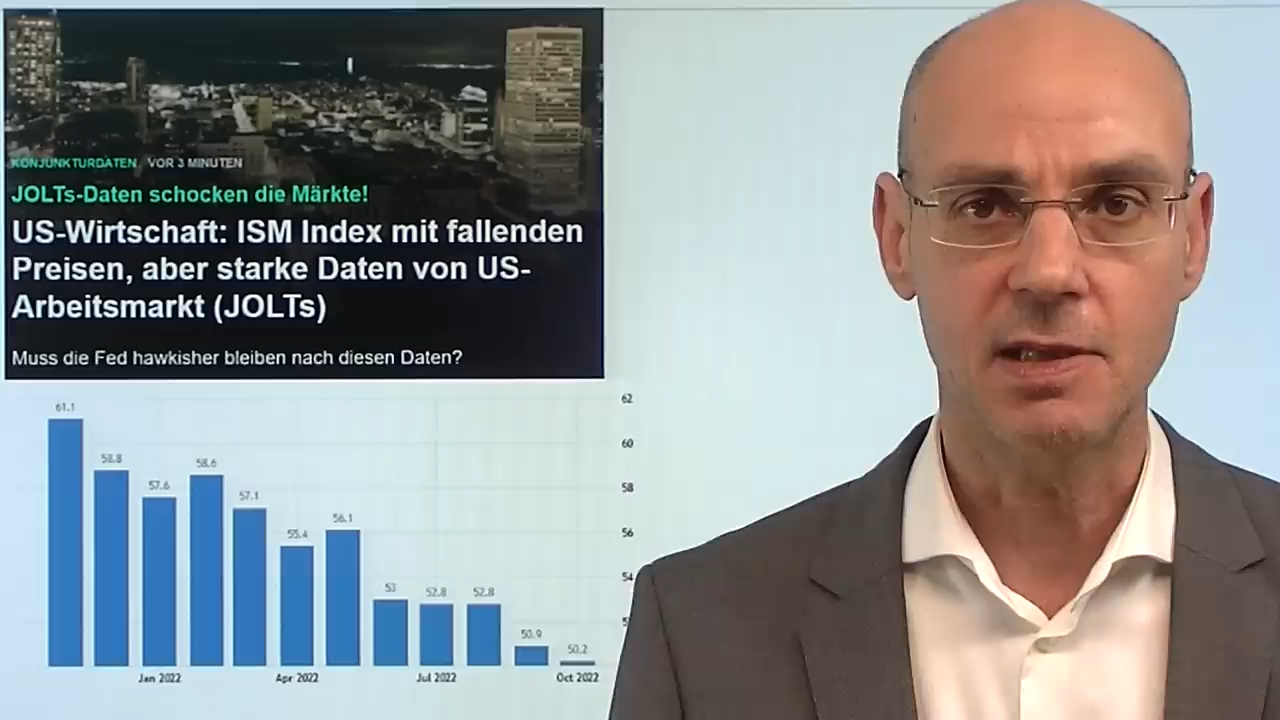 KONJUNKTURDATEN VOR 3 MINUTEN
JOLTs-Daten schocken die Märkte!
US-Wirtschaft: ISM Index mit fallenden
Preisen, aber starke Daten von US-
Arbeitsmarkt (JOLTs)
Muss die Fed hawkisher bleiben nach diesen Daten?
61.1
58.8
57.6
58.6
57.1
55.4
56.1
53
52.8
52.8
50.9
50.2
62
60
58
56
54
Jan 2022
Apr 2022
Jul 2022
Oct 2022